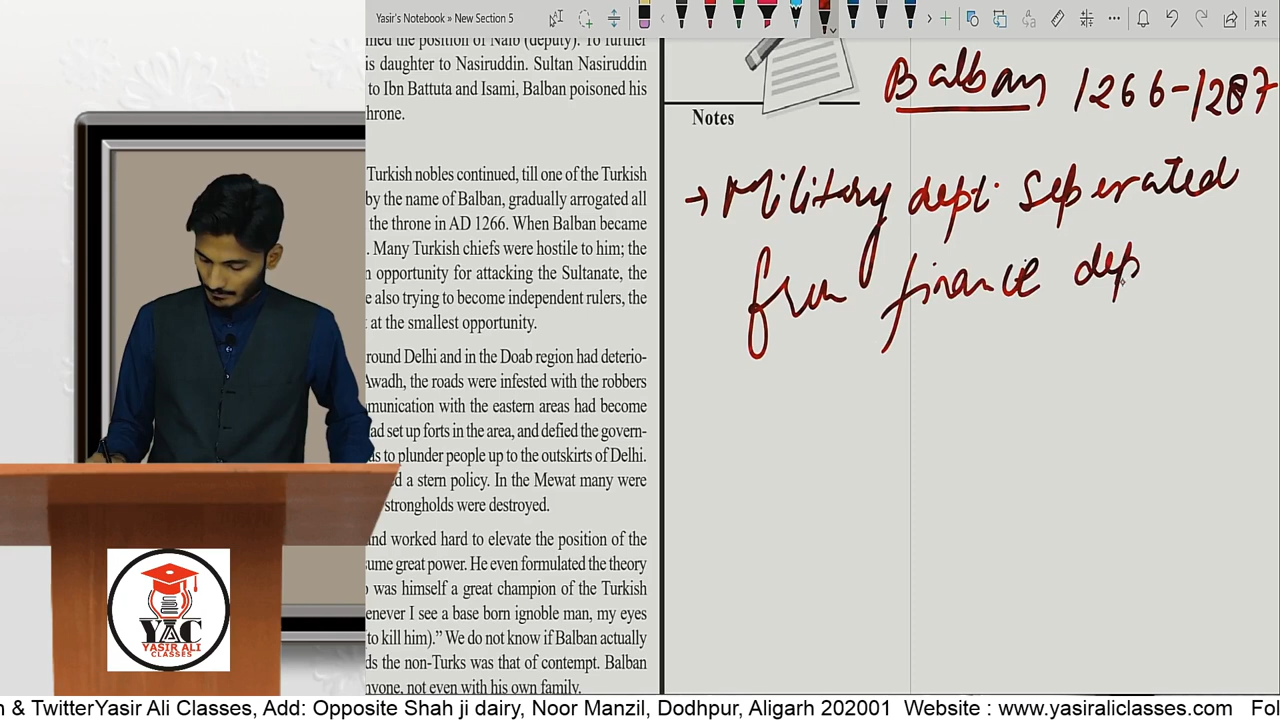 Yasir's Notebook » New Section 5
ined the position of Naib (deputy). To further
is daughter to Nasiruddin. Sultan Nasiruddin
to Ibn Battuta and Isami, Balban poisoned his
hrone.
Turkish nobles continued, till one of the Turkish
by the name of Balban, gradually arrogated all
the throne in AD 1266. When Balban became
. Many Turkish chiefs were hostile to him; the
n opportunity for attacking the Sultanate, the
e also trying to become independent rulers, the
t at the smallest opportunity.
round Delhi and in the Doab region had deterio-
Awadh, the roads were infested with the robbers
munication with the eastern areas had become
ad set up forts in the area, and defied the govern-
s to plunder people up to the outskirts of Delhi.
d a stern policy. In the Mewat many were
strongholds were destroyed.
and worked hard to elevate the position of the
sume great power. He even formulated the theory
o was himself a great champion of the Turkish
enever I see a base born ignoble man, my eyes
to kill him).” We do not know if Balban actually
ds the non-Turks was that of contempt. Balban
nyone, not even with his own family.
Notes
Balban 1266-1287
→ Military dept. seperated
from finance dep
YAC
YASIR ALI
CLASSES
n & TwitterYasir Ali Classes, Add: Opposite Shah ji dairy, Noor Manzil, Dodhpur, Aligarh 202001 Website : www.yasiraliclasses.com Fol